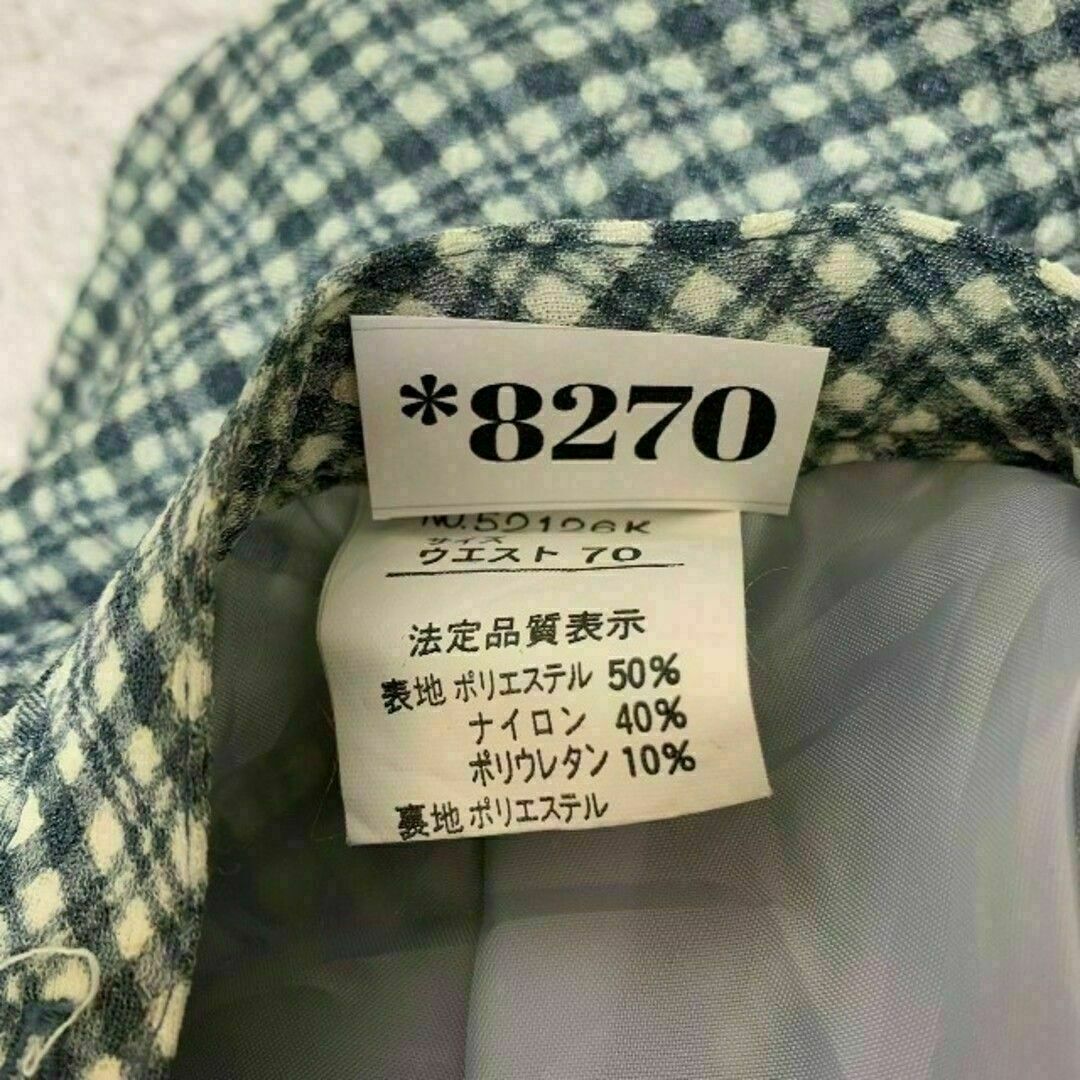 *8270
No.52126K
サイズ
ウエスト 70
法定品質表示
表地 ポリエステル 50%
ナイロン 40%
ポリウレタン 10%
裏地 ポリエステル